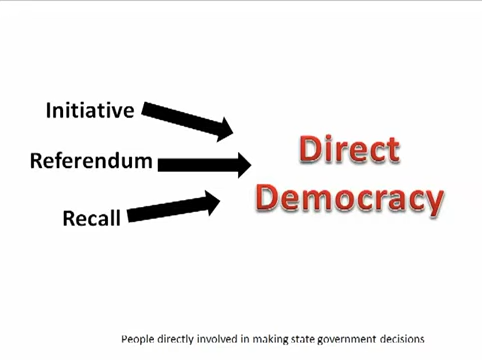 Initiative
Referendum
Recall
Direct
Democracy
People directly involved in making state government decisions